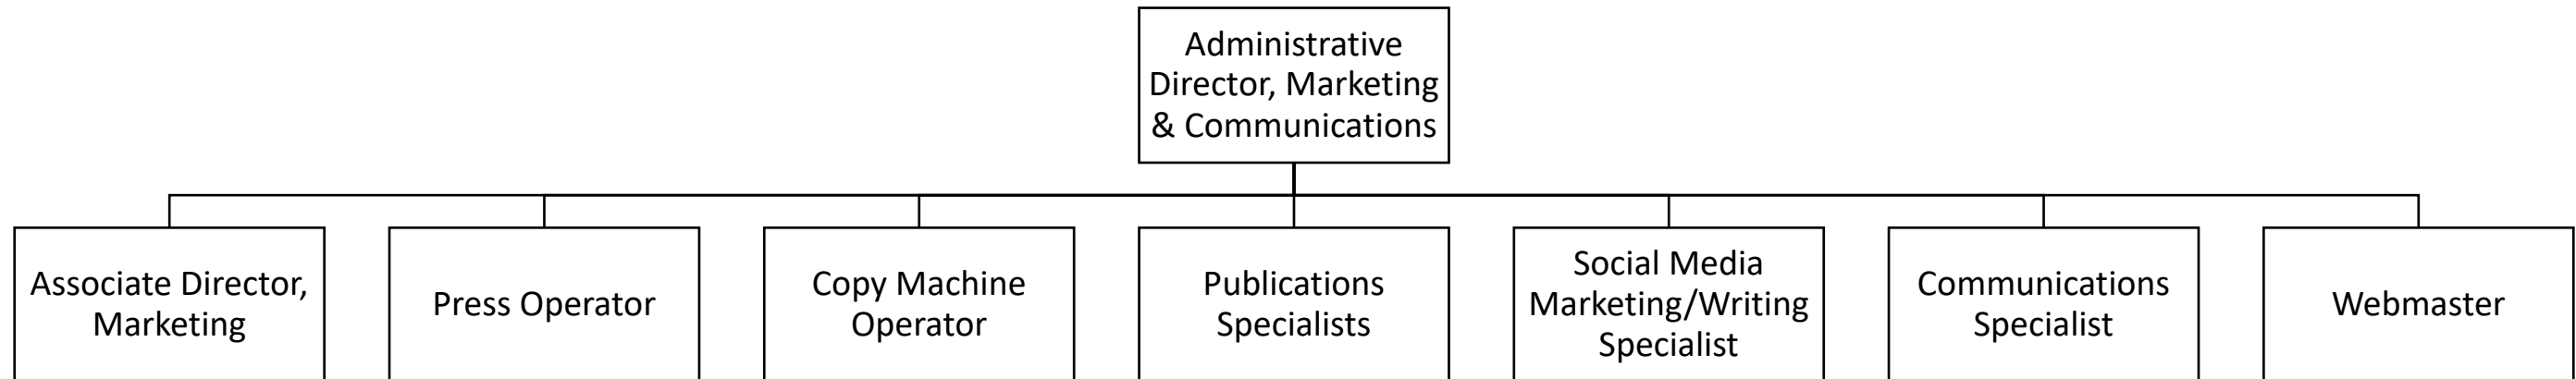 Administrative
Director, Marketing
& Communications
Associate Director,
Marketing
Press Operator
Copy Machine
Operator
Publications
Specialists
Social Media
Marketing/Writing
Specialist
Communications
Specialist
Webmaster